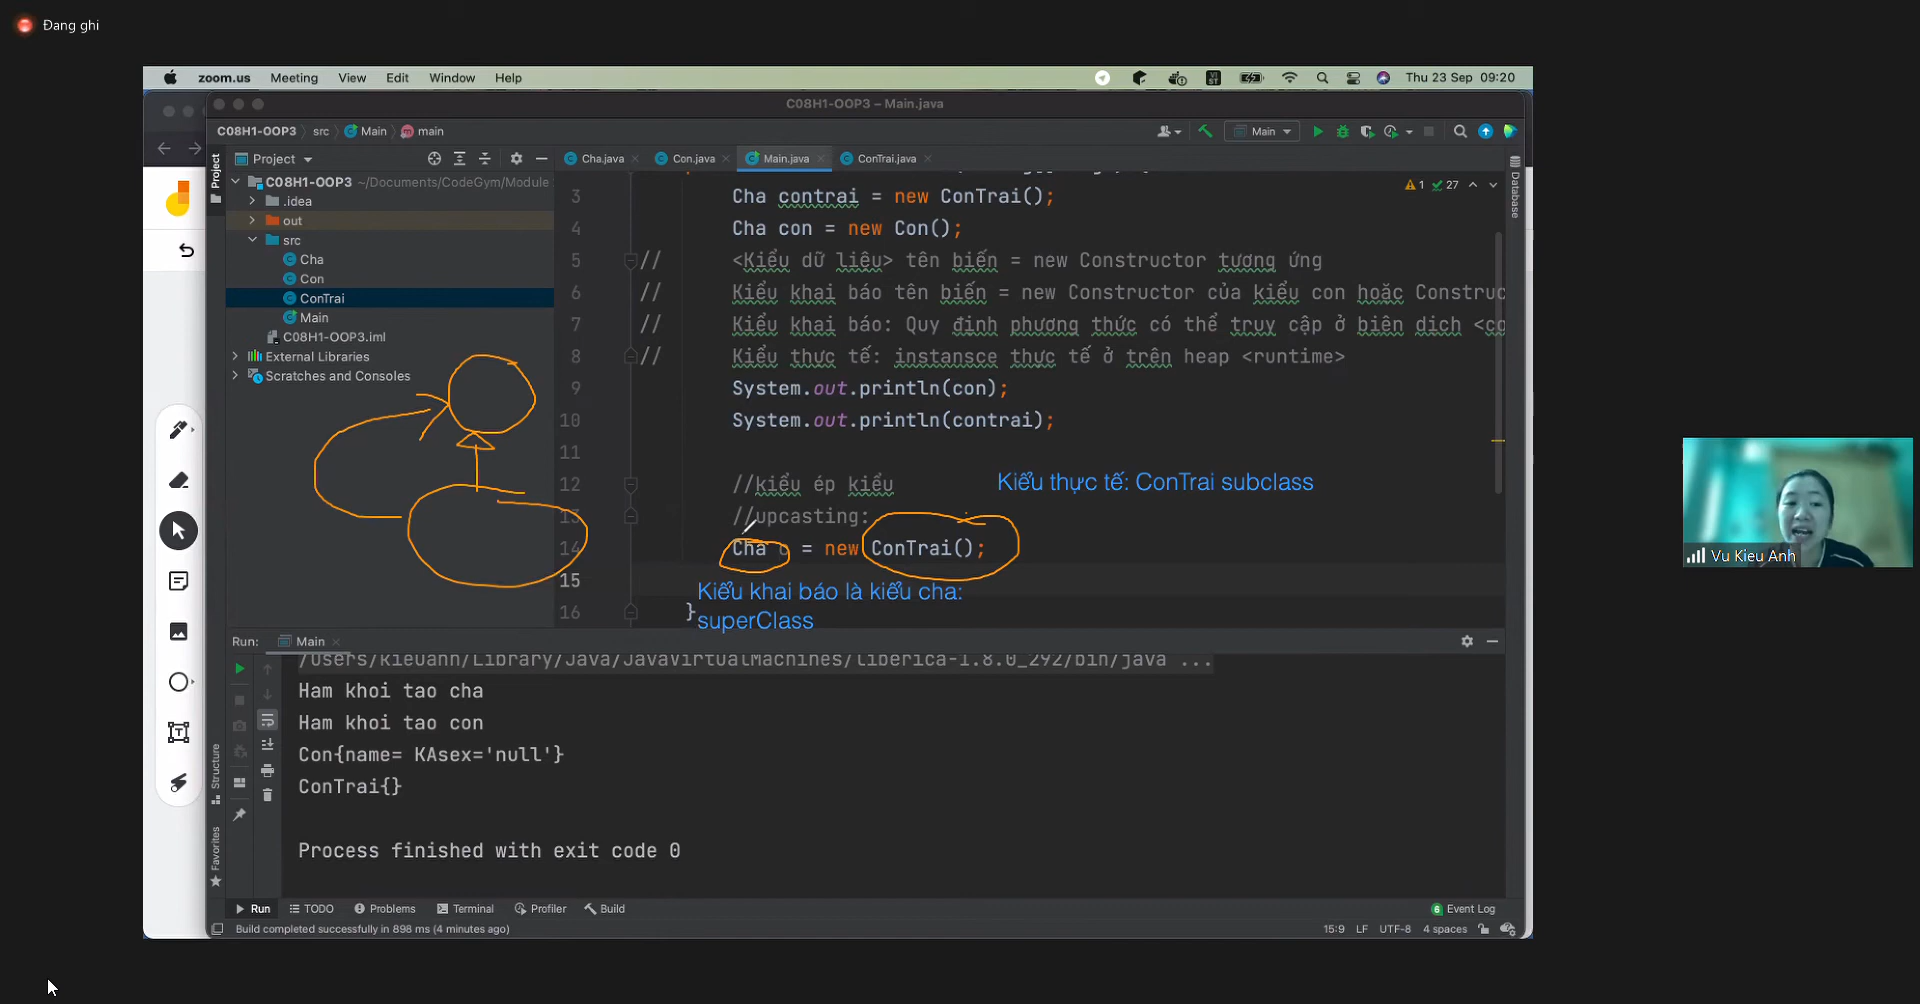 Đang ghi
zoom.us Meeting View Edit Window Help
Thu 23 Sep 09:20
C08H1-OOP3 – Main.java
C08H1-OOP3 src Main main
Main
Project
Cha.java Con.java Main.java ContTrai.java
Project
C08H1-OOP3 ~/Documents/CodeGym/Module
.idea
out
src
Cha
Con
ConTrai
Main
C08H1-OOP3.iml
External Libraries
Scratches and Consoles
1 27
Database
3 Cha contrai = new ConTrai();
4 Cha con = new Con();
5 // <Kiểu dữ liệu> tên biến = new Constructor tương ứng
6 // Kiểu khai báo tên biến = new Constructor của kiểu con hoặc Construc
7 // Kiểu khai báo: Quy định phương thức có thể truy cập ở biên dich <co
8 // Kiểu thực tế: instansce thực tế ở trên heap <runtime>
9 System.out.println(con);
10 System.out.println(contrai);
11
12 //kiểu ép kiểu
Kiểu thực tế: ConTrai subclass
13 //upcasting:
14 Cha = new ConTrai();
15
Kiểu khai báo là kiểu cha:
superClass
16 }
Run: Main
/Users/kieuann/Library/Java/JavaVirtualMachines/liberica-1.8.0_292/bin/java ...
Ham khoi tao cha
Ham khoi tao con
Con{name= KAsex='null'}
ConTrai{}
Process finished with exit code 0
Structure
Favorites
Run TODO Problems Terminal Profiler Build
6 Event Log
Build completed successfully in 898 ms (4 minutes ago)
15:9 LF UTF-8 4 spaces
Vu Kieu Anh